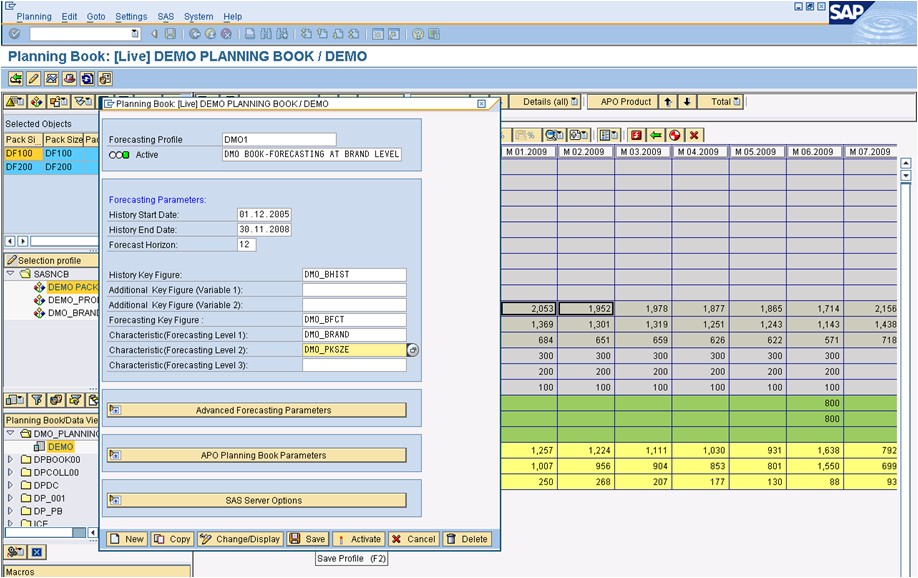 Planning Edit Goto Settings SAS System Help
SAP
Planning Book: [Live] DEMO PLANNING BOOK / DEMO
Planning Book: [Live] DEMO PLANNING BOOK / DEMO
Details (all) APO Product Total
Selected Objects
Pack Si... Pack Size Pac
DF100 DF100
DF200 DF200
Selection profile
SASNCB
DEMO PACK
DEMO_PRO
DMO_BRAN
Planning Book/Data Vie
DMO_PLANNING
DEMO
DPBOOK00
DPCOLL00
DPDC
DP_001
DP_PB
ICF
Macros
Forecasting Profile DMO1
Active DMO BOOK-FORECASTING AT BRAND LEVEL
Forecasting Parameters:
History Start Date: 01.12.2005
History End Date: 30.11.2008
Forecast Horizon: 12
History Key Figure: DMO_BHIST
Additional Key Figure (Variable 1):
Additional Key Figure (Variable 2):
Forecasting Key Figure : DMO_BFCT
Characteristic(Forecasting Level 1): DMO_BRAND
Characteristic(Forecasting Level 2): DMO_PKSZE
Characteristic(Forecasting Level 3):
Advanced Forecasting Parameters
APO Planning Book Parameters
SAS Server Options
New Copy Change/Display Save Activate Cancel Delete
Save Profile (F2)
M 01.2009 M 02.2009 M 03.2009 M 04.2009 M 05.2009 M 06.2009 M 07.2009
2,053 1,952 1,978 1,877 1,865 1,714 2,156
1,369 1,301 1,319 1,251 1,243 1,143 1,438
684 651 659 626 622 571 718
300 300 300 300 300 300
200 200 200 200 200 200
100 100 100 100 100 100
800
800
1,257 1,224 1,111 1,030 931 1,638 792
1,007 956 904 853 801 1,550 699
250 268 207 177 130 88 93